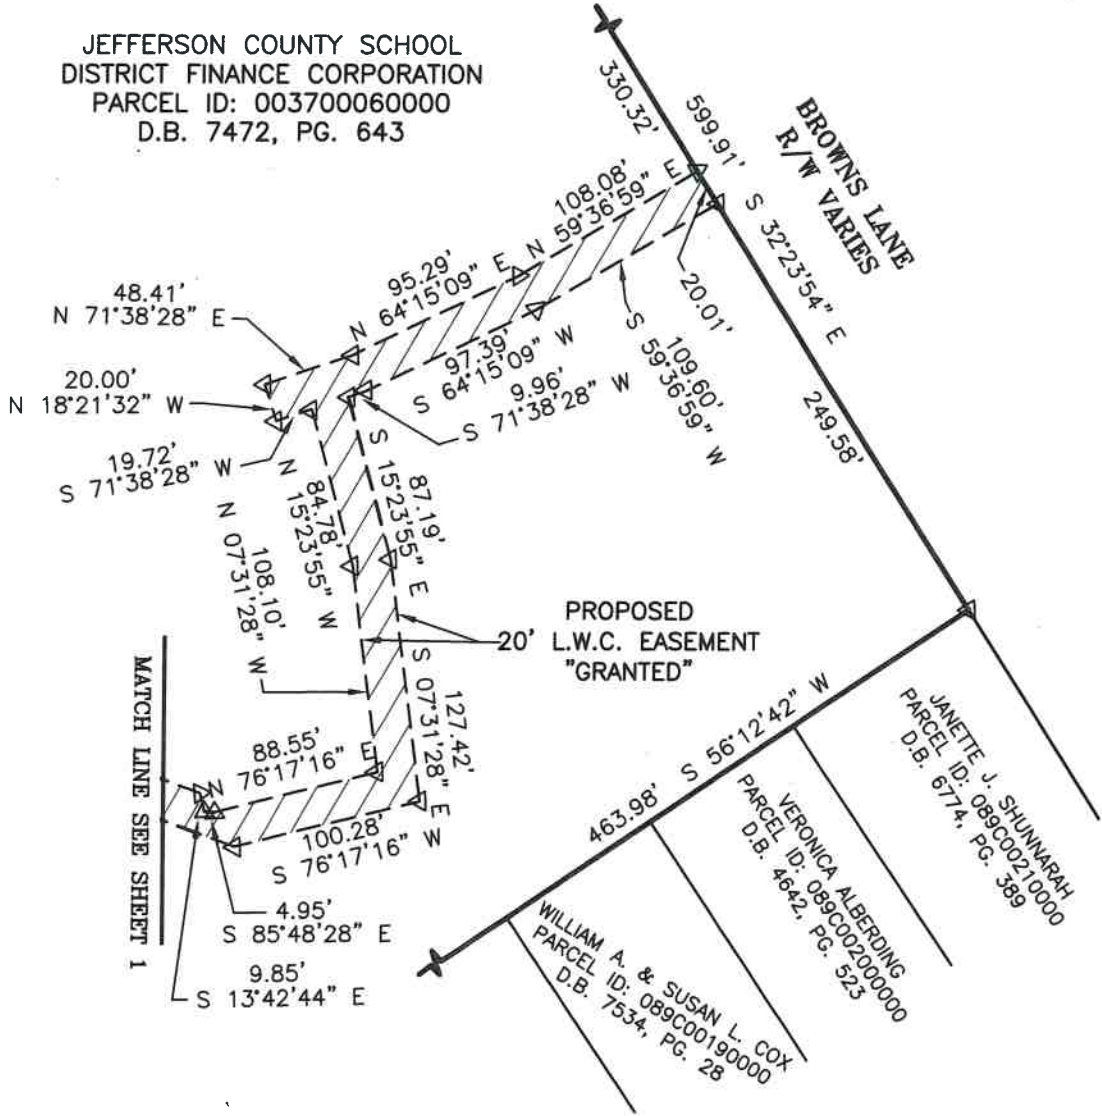 JEFFERSON COUNTY SCHOOL
DISTRICT FINANCE CORPORATION
PARCEL ID: 003700060000
D.B. 7472, PG. 643
330.32'
599.91' S 32°23'54" E
BROWNS LANE
R/W VARIES
108.08'
N 59°36'59" E
95.29'
N 64°15'09" E
48.41'
N 71°38'28" E
20.00'
N 18°21'32" W
19.72'
S 71°38'28" W
97.39'
S 64°15'09" W
9.96'
S 71°38'28" W
20.01'
109.60'
S 59°36'59" W
249.58'
84.78'
N 15°23'55" W
87.19'
S 15°23'55" E
108.10'
N 07°31'28" W
PROPOSED
20' L.W.C. EASEMENT
"GRANTED"
127.42'
S 07°31'28" E
MATCH LINE SEE SHEET 1
88.55'
N 76°17'16" E
100.28'
S 76°17'16" W
4.95'
S 85°48'28" E
9.85'
S 13°42'44" E
463.98' S 56°12'42" W
JANETTE J. SHUNNARAH
PARCEL ID: 089C00210000
D.B. 6774, PG. 389
VERONICA ALBERDING
PARCEL ID: 089C002000000
D.B. 4642, PG. 523
WILLIAM A. & SUSAN L. COX
PARCEL ID: 089C00190000
D.B. 7534, PG. 28